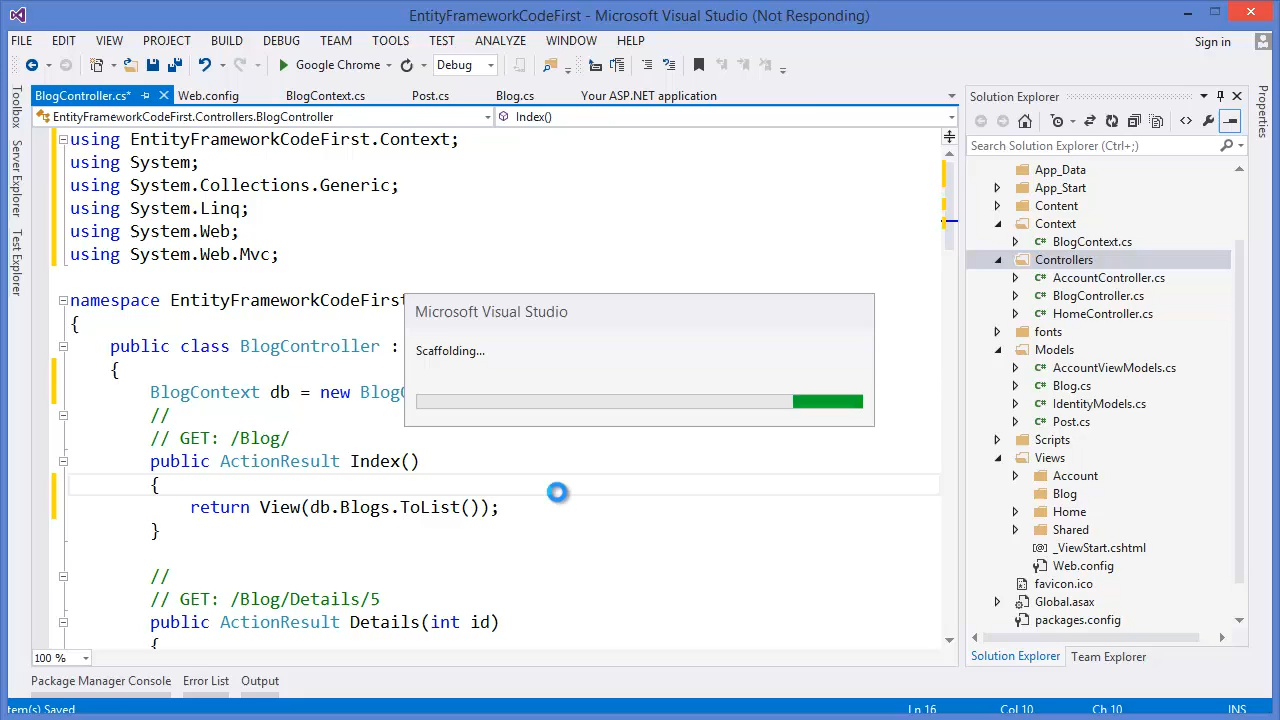 EntityFrameworkCodeFirst - Microsoft Visual Studio (Not Responding)
FILE EDIT VIEW PROJECT BUILD DEBUG TEAM TOOLS TEST ANALYZE WINDOW HELP
Sign in
Google Chrome
Debug
Toolbox
Server Explorer
Test Explorer
BlogController.cs* Web.config BlogContext.cs Post.cs Blog.cs Your ASP.NET application
EntityFrameworkCodeFirst.Controllers.BlogController Index()
using EntityFrameworkCodeFirst.Context;
using System;
using System.Collections.Generic;
using System.Linq;
using System.Web;
using System.Web.Mvc;
namespace EntityFrameworkCodeFirst
{
public class BlogController :
{
BlogContext db = new Blog
//
// GET: /Blog/
public ActionResult Index()
{
return View(db.Blogs.ToList());
}
//
// GET: /Blog/Details/5
public ActionResult Details(int id)
{
Microsoft Visual Studio
Scaffolding...
100 %
Solution Explorer
Search Solution Explorer (Ctrl+;)
App_Data
App_Start
Content
Context
C# BlogContext.cs
Controllers
C# AccountController.cs
C# BlogController.cs
C# HomeController.cs
fonts
Models
C# AccountViewModels.cs
C# Blog.cs
C# IdentityModels.cs
C# Post.cs
Scripts
Views
Account
Blog
Home
Shared
[@] _ViewStart.cshtml
Web.config
favicon.ico
Global.asax
packages.config
Solution Explorer Team Explorer
Properties
Package Manager Console Error List Output
tem(s) Saved Ln 16 Col 10 Ch 10 INS